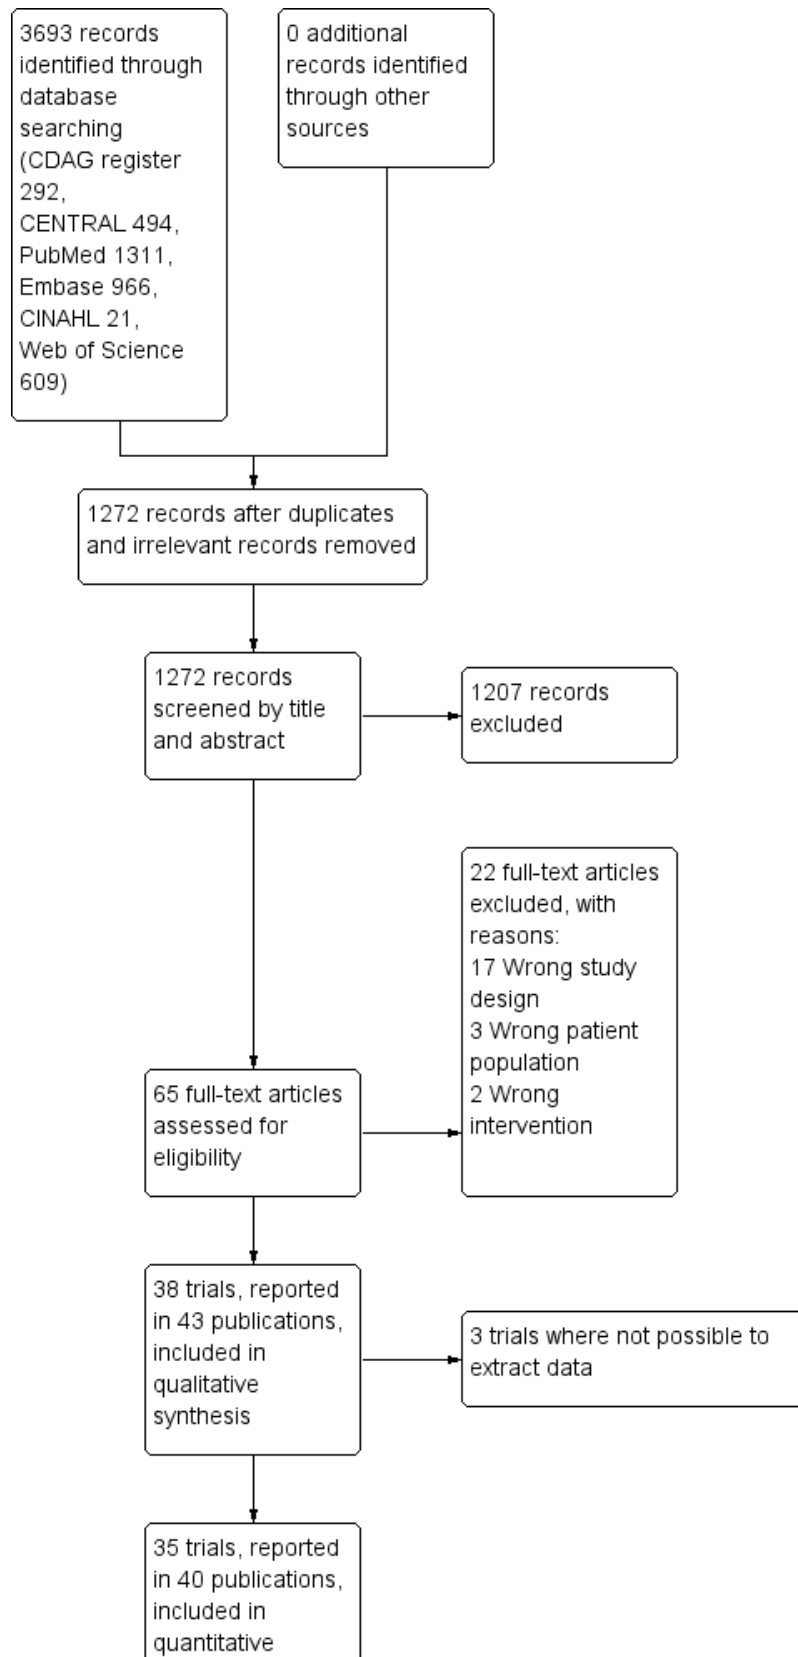 3693 records
identified through
database
searching
(CDAG register
292,
CENTRAL 494,
PubMed 1311,
Embase 966,
CINAHL 21,
Web of Science
609)
0 additional
records identified
through other
sources
1272 records after duplicates
and irrelevant records removed
1272 records
screened by title
and abstract
1207 records
excluded
22 full-text articles
excluded, with
reasons:
17 Wrong study
design
3 Wrong patient
population
2 Wrong
intervention
65 full-text articles
assessed for
eligibility
38 trials, reported
in 43 publications,
included in
qualitative
synthesis
3 trials where not possible to
extract data
35 trials, reported
in 40 publications,
included in
quantitative